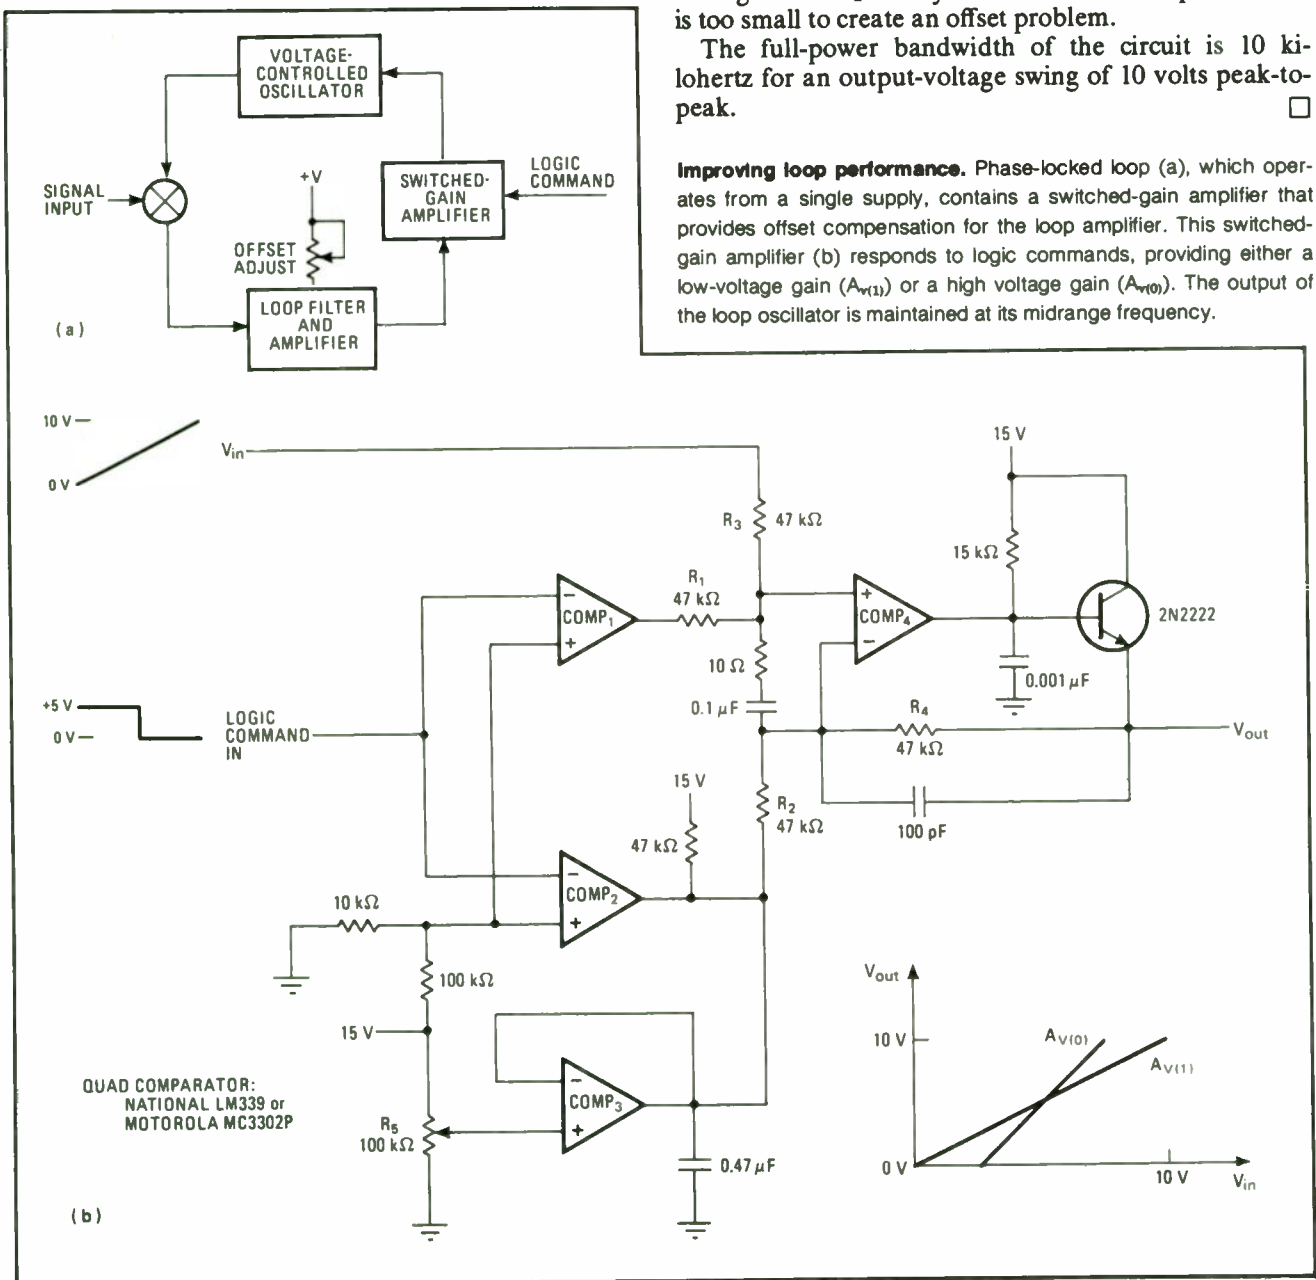 is too small to create an offset problem.
The full-power bandwidth of the circuit is 10 ki-
lohertz for an output-voltage swing of 10 volts peak-to-
peak. □
Improving loop performance. Phase-locked loop (a), which oper-
ates from a single supply, contains a switched-gain amplifier that
provides offset compensation for the loop amplifier. This switched-
gain amplifier (b) responds to logic commands, providing either a
low-voltage gain (Av(1)) or a high voltage gain (Av(0)). The output of
the loop oscillator is maintained at its midrange frequency.
VOLTAGE-
CONTROLLED
OSCILLATOR
SIGNAL
INPUT
+V
OFFSET
ADJUST
SWITCHED-
GAIN
AMPLIFIER
LOGIC
COMMAND
LOOP FILTER
AND
AMPLIFIER
(a)
10 V
0 V
Vin
R3
47 kΩ
15 V
15 kΩ
2N2222
COMP1
R1
47 kΩ
COMP4
10 Ω
0.1 μF
0.001 μF
+5 V
0 V
LOGIC
COMMAND
IN
R4
47 kΩ
Vout
100 pF
15 V
47 kΩ
R2
47 kΩ
COMP2
10 kΩ
100 kΩ
15 V
QUAD COMPARATOR:
NATIONAL LM339 or
MOTOROLA MC3302P
R5
100 kΩ
COMP3
0.47 μF
Vout
10 V
AV(0)
AV(1)
0 V
10 V
Vin
(b)